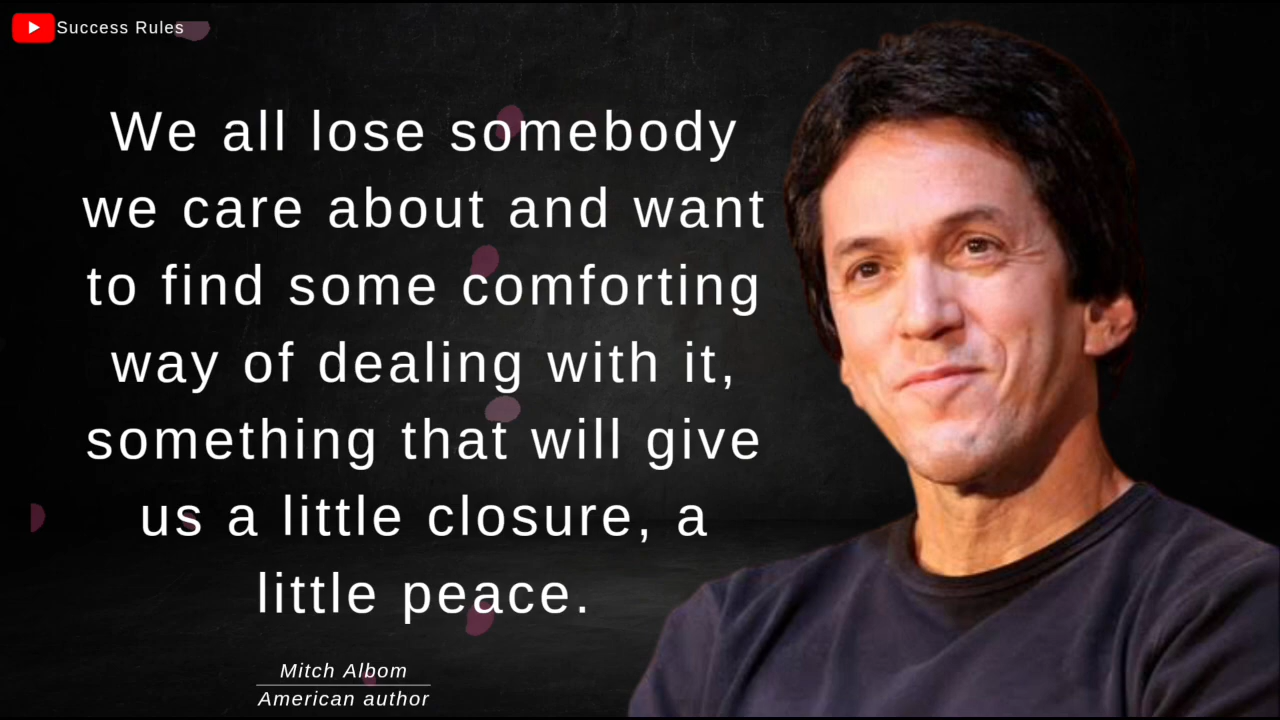 Success Rules
We all lose somebody
we care about and want
to find some comforting
way of dealing with it,
something that will give
us a little closure, a
little peace.
Mitch Albom
American author